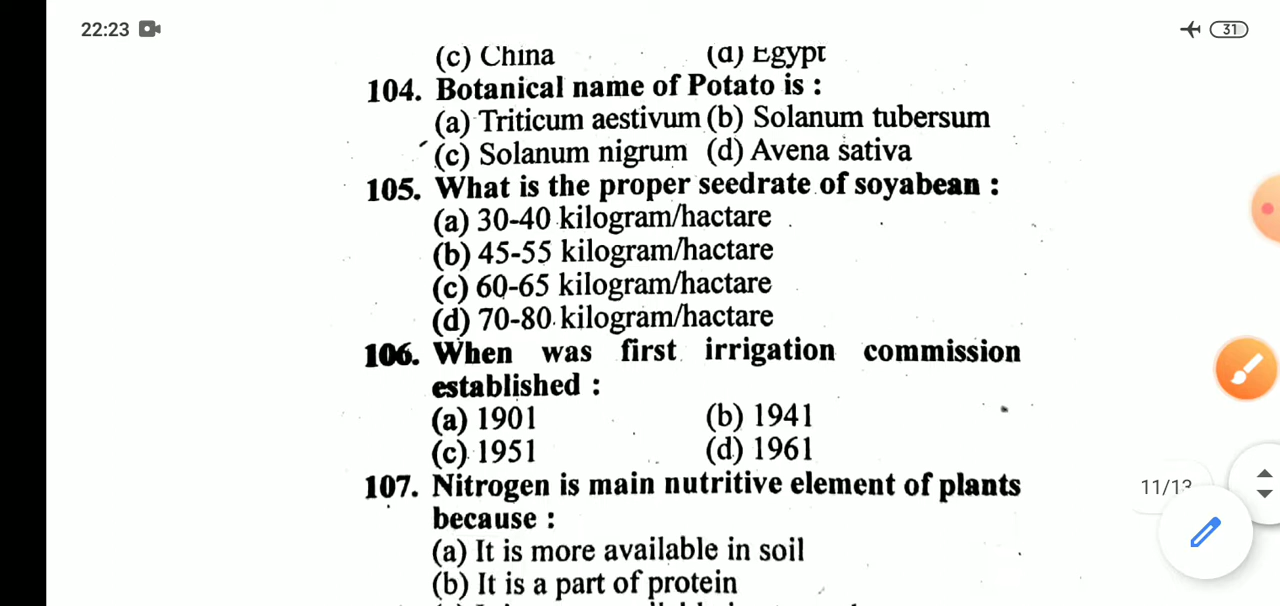 22:23
31
(c) China (d) Egypt
104. Botanical name of Potato is :
(a) Triticum aestivum (b) Solanum tubersum
(c) Solanum nigrum (d) Avena sativa
105. What is the proper seedrate of soyabean :
(a) 30-40 kilogram/hactare
(b) 45-55 kilogram/hactare
(c) 60-65 kilogram/hactare
(d) 70-80 kilogram/hactare
106. When was first irrigation commission
established :
(a) 1901 (b) 1941
(c) 1951 (d) 1961
107. Nitrogen is main nutritive element of plants
11/13
because :
(a) It is more available in soil
(b) It is a part of protein